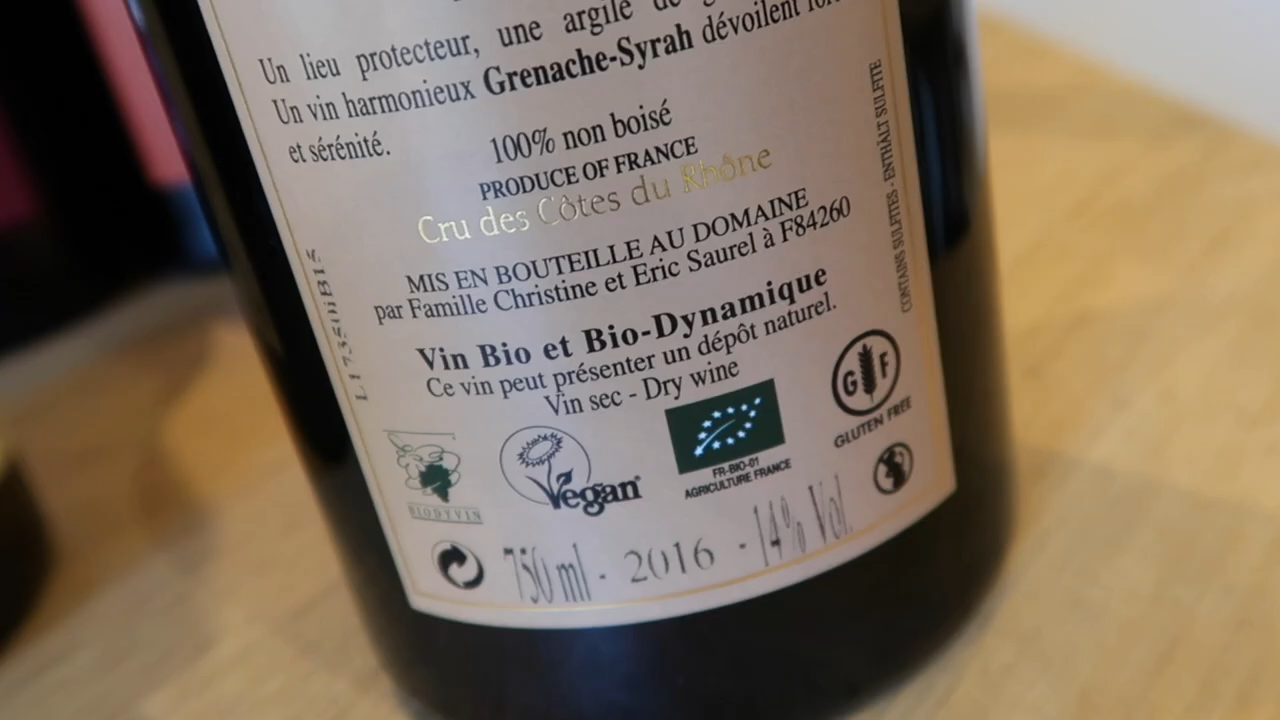 Un lieu protecteur, une argile de
Un vin harmonieux Grenache-Syrah dévoilent
et sérénité.
100% non boisé
PRODUCE OF FRANCE
Cru des Côtes du Rhône
MIS EN BOUTEILLE AU DOMAINE
par Famille Christine et Eric Saurel à F84260
Vin Bio et Bio-Dynamique
Ce vin peut présenter un dépôt naturel.
Vin sec - Dry wine
CONTAINS SULFITES - ENTHÄLT SULFITE
G F
GLUTEN FREE
BIODYVIN
Vegan
FR-BIO-01
AGRICULTURE FRANCE
750 ml - 2016 - 14% Vol.